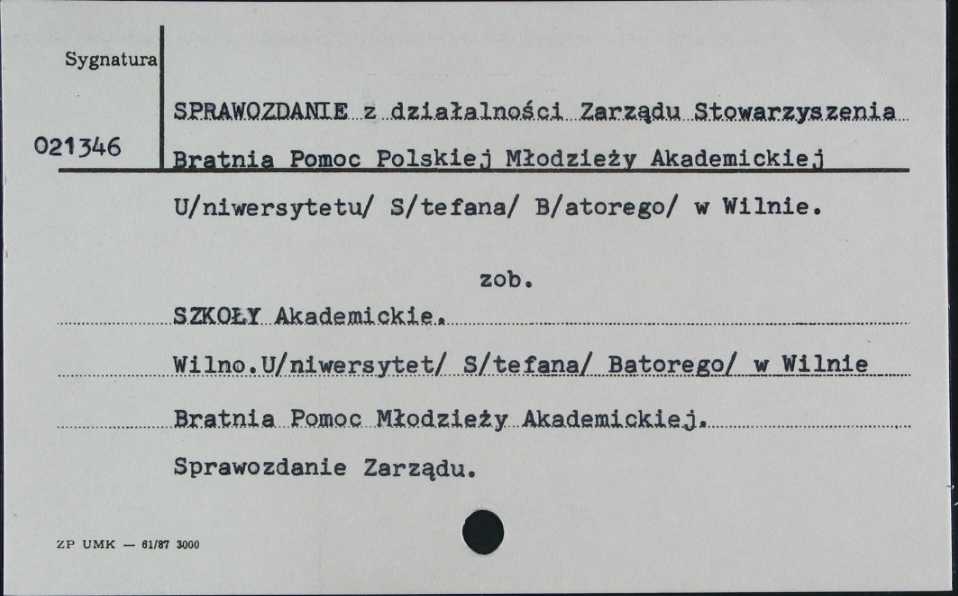 Sygnatura
SPRAWOZDANIE z działalności Zarządu Stowarzyszenia
021346
Bratnia Pomoc Polskiej Młodzieży Akademickiej
U/niwersytetu/ S/tefana/ B/atorego/ w Wilnie.
zob.
SZKOŁY Akademickie.
Wilno.U/niwersytet/ S/tefana/ Batorego/ w Wilnie
Bratnia Pomoc Młodzieży Akademickiej.
Sprawozdanie Zarządu.
ZP UMK — 61/87 3000